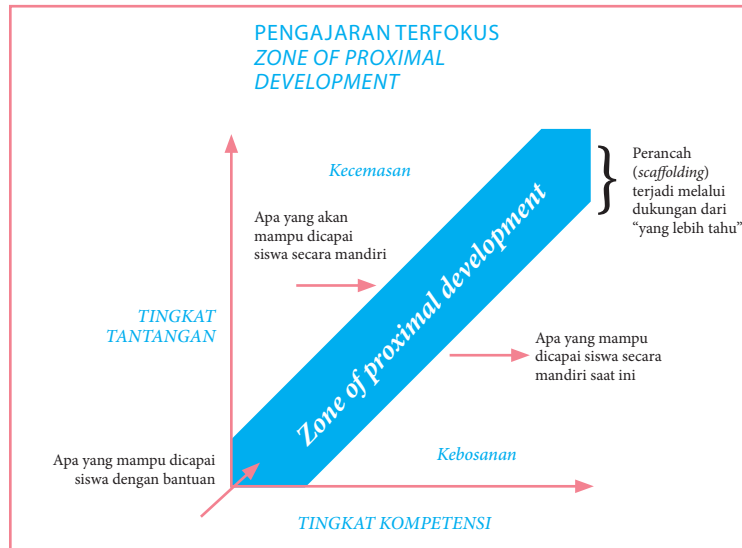 PENGAJARAN TERFOKUS
ZONE OF PROXIMAL
DEVELOPMENT
Kecemasan
Perancah
(scaffolding)
terjadi melalui
dukungan dari
“yang lebih tahu”
Apa yang akan
mampu dicapai
siswa secara mandiri
Zone of proximal development
TINGKAT
TANTANGAN
Apa yang mampu
dicapai siswa secara
mandiri saat ini
Apa yang mampu dicapai
siswa dengan bantuan
Kebosanan
TINGKAT KOMPETENSI